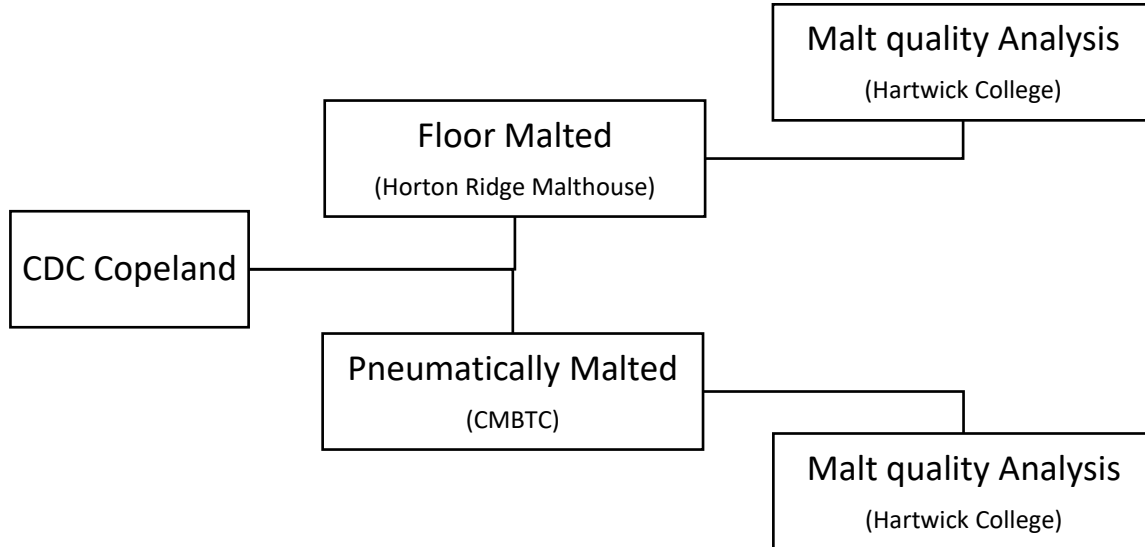 Malt quality Analysis
(Hartwick College)
Floor Malted
(Horton Ridge Malthouse)
CDC Copeland
Pneumatically Malted
(CMBTC)
Malt quality Analysis
(Hartwick College)